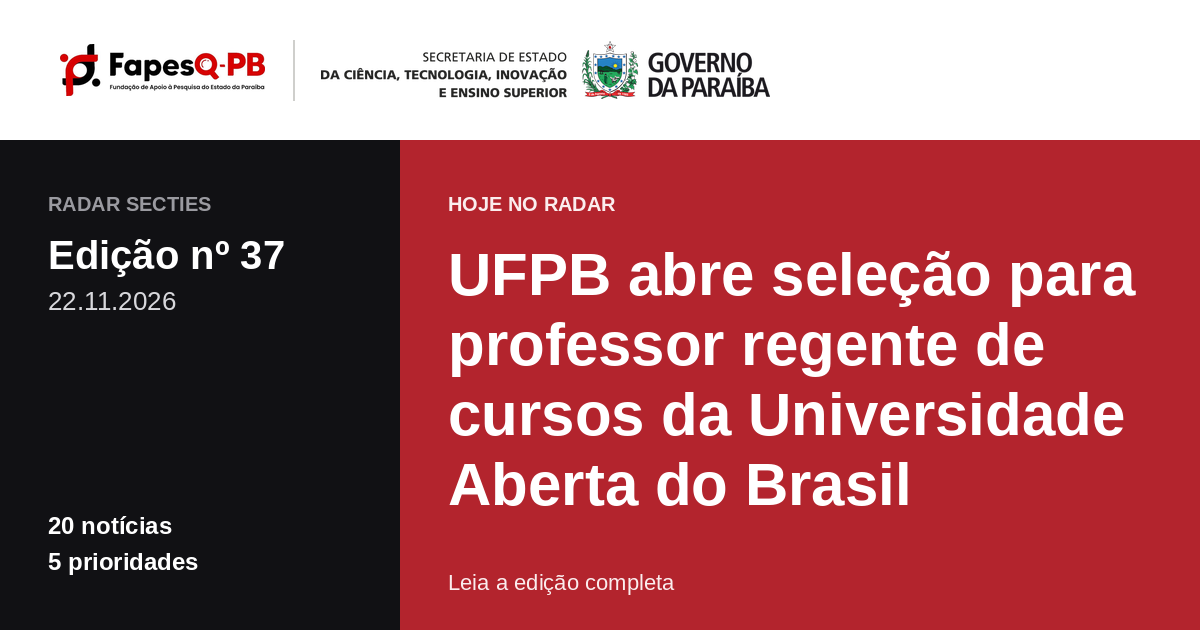 FapesQ-PB
Fundação de Apoio à Pesquisa do Estado da Paraíba
SECRETARIA DE ESTADO
DA CIÊNCIA, TECNOLOGIA, INOVAÇÃO
E ENSINO SUPERIOR
GOVERNO
DA PARAÍBA
RADAR SECTIES
Edição nº 37
22.11.2026
20 notícias
5 prioridades
HOJE NO RADAR
UFPB abre seleção para
professor regente de
cursos da Universidade
Aberta do Brasil
Leia a edição completa